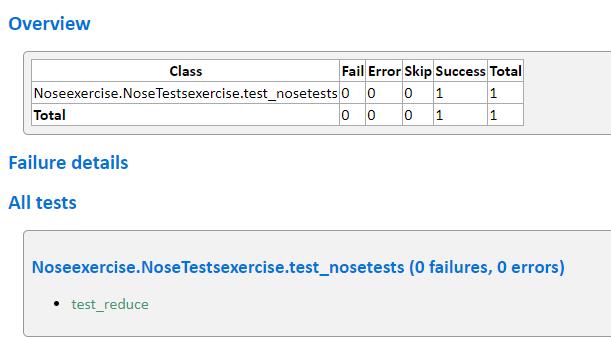 Overview
Class Fail Error Skip Success Total
Noseexercise.NoseTestsexercise.test_nosetests 0 0 0 1 1
Total 0 0 0 1 1
Failure details
All tests
Noseexercise.NoseTestsexercise.test_nosetests (0 failures, 0 errors)
• test_reduce